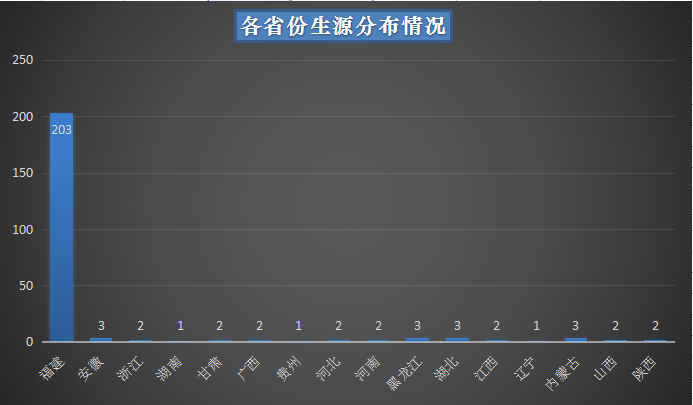 各省份生源分布情况
250
200
150
100
50
0
203
3
2
1
2
2
1
2
2
3
3
2
1
3
2
2
福建
安徽
浙江
湖南
甘肃
广西
贵州
河北
河南
黑龙江
湖北
江西
辽宁
内蒙古
山西
陕西